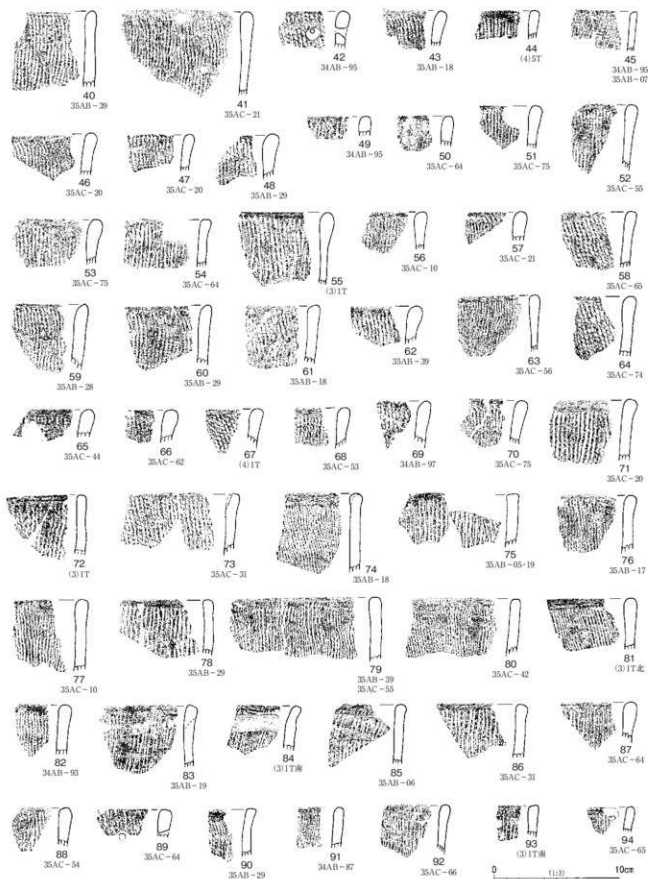 40
35AB-39
41
35AC-21
42
34AB-95
43
35AB-18
44
(4)5T
45
34AB-95
35AB-07
46
35AC-20
47
35AC-20
48
35AB-29
49
34AB-95
50
35AC-64
51
35AC-75
52
35AC-55
53
35AC-75
54
35AC-64
55
(3)1T
56
35AC-10
57
35AC-21
58
35AC-65
59
35AB-28
60
35AB-29
61
35AB-18
62
35AB-39
63
35AC-56
64
35AC-74
65
35AC-44
66
35AC-62
67
(4)1T
68
35AC-53
69
34AB-97
70
35AC-75
71
35AC-20
72
(3)1T
73
35AC-31
74
35AB-18
75
35AB-05·19
76
35AB-17
77
35AC-10
78
35AB-29
79
35AB-39
35AC-55
80
35AC-42
81
(3)1T北
82
34AB-93
83
35AB-19
84
(3)1T南
85
35AB-06
86
35AC-31
87
35AC-64
88
35AC-54
89
35AC-64
90
35AB-29
91
34AB-87
92
35AC-66
93
(3)1T南
94
35AC-65
0 (1:3) 10cm